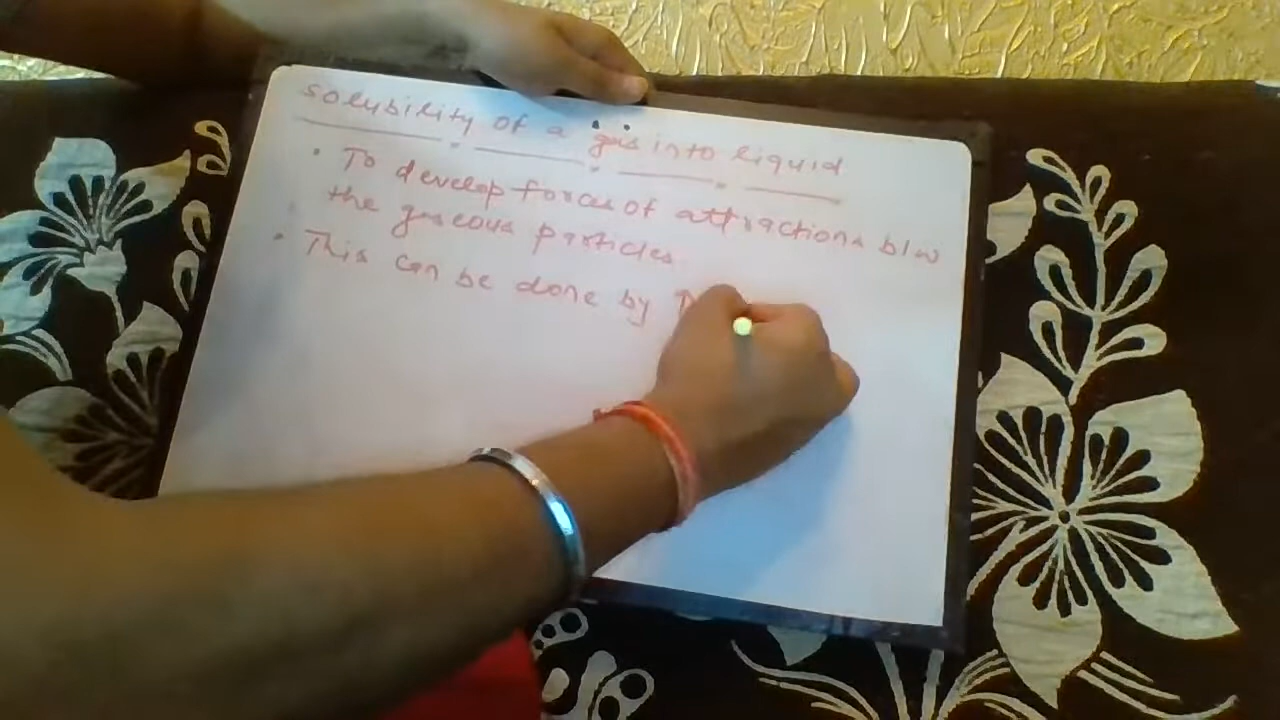 solubility of a gas into liquid
• To develop forces of attractions b/w
the gaseous particles.
• This can be done by